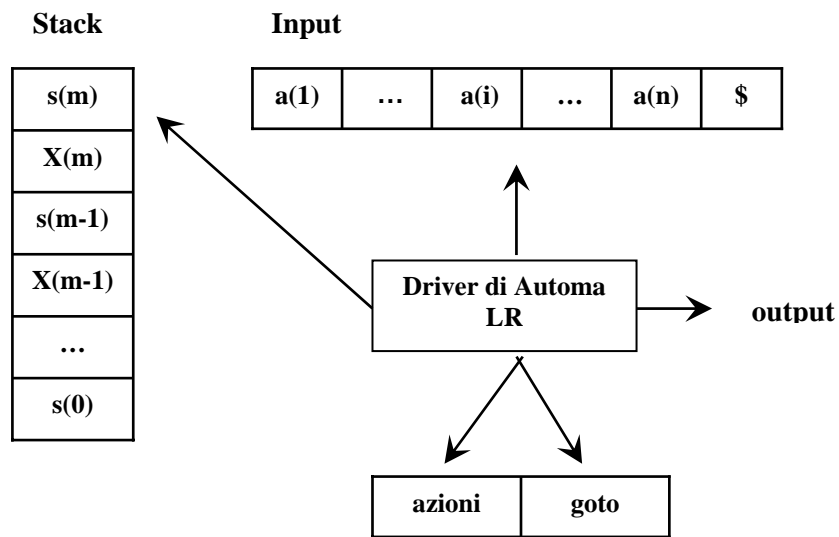 Stack Input
s(m)
X(m)
s(m-1)
X(m-1)
…
s(0)
a(1) … a(i) … a(n) $
Driver di Automa
LR
output
azioni goto